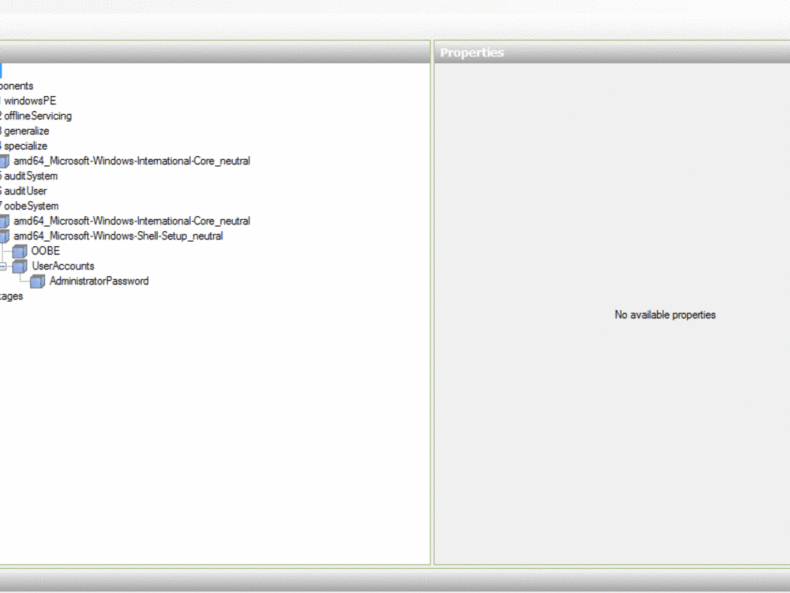 Properties
ponents
1 windowsPE
2 offlineServicing
3 generalize
4 specialize
amd64_Microsoft-Windows-International-Core_neutral
5 auditSystem
6 auditUser
7 oobeSystem
amd64_Microsoft-Windows-International-Core_neutral
amd64_Microsoft-Windows-Shell-Setup_neutral
OOBE
UserAccounts
AdministratorPassword
kages
No available properties